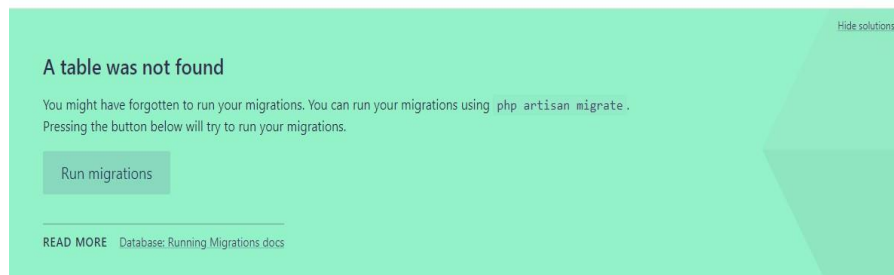 Hide solutions
A table was not found
You might have forgotten to run your migrations. You can run your migrations using php artisan migrate.
Pressing the button below will try to run your migrations.
Run migrations
READ MORE Database: Running Migrations docs